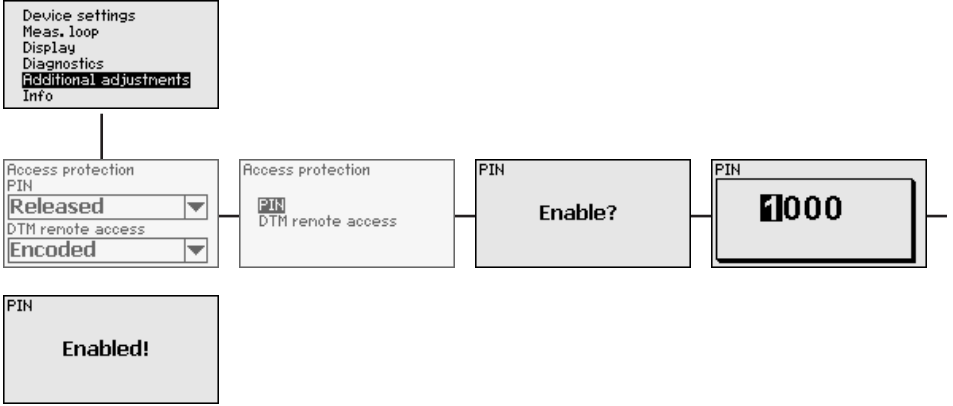 Device settings
Meas. loop
Display
Diagnostics
Additional adjustments
Info
Access protection
PIN
Released
DTM remote access
Encoded
Access protection
PIN
DTM remote access
PIN
Enable?
PIN
1000
PIN
Enabled!